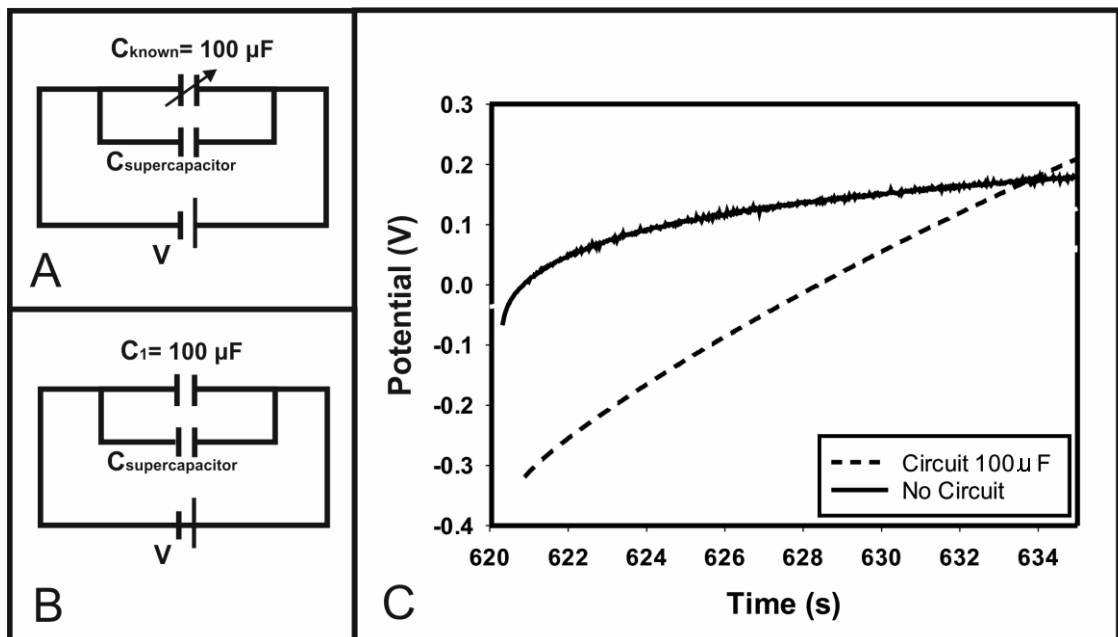 Cknown= 100 µF
Csupercapacitor
V
A
C1= 100 µF
Csupercapacitor
V
B
0.3
0.2
0.1
0.0
-0.1
-0.2
-0.3
-0.4
Potential (V)
Circuit 100µ F
No Circuit
620 622 624 626 628 630 632 634
Time (s)
C